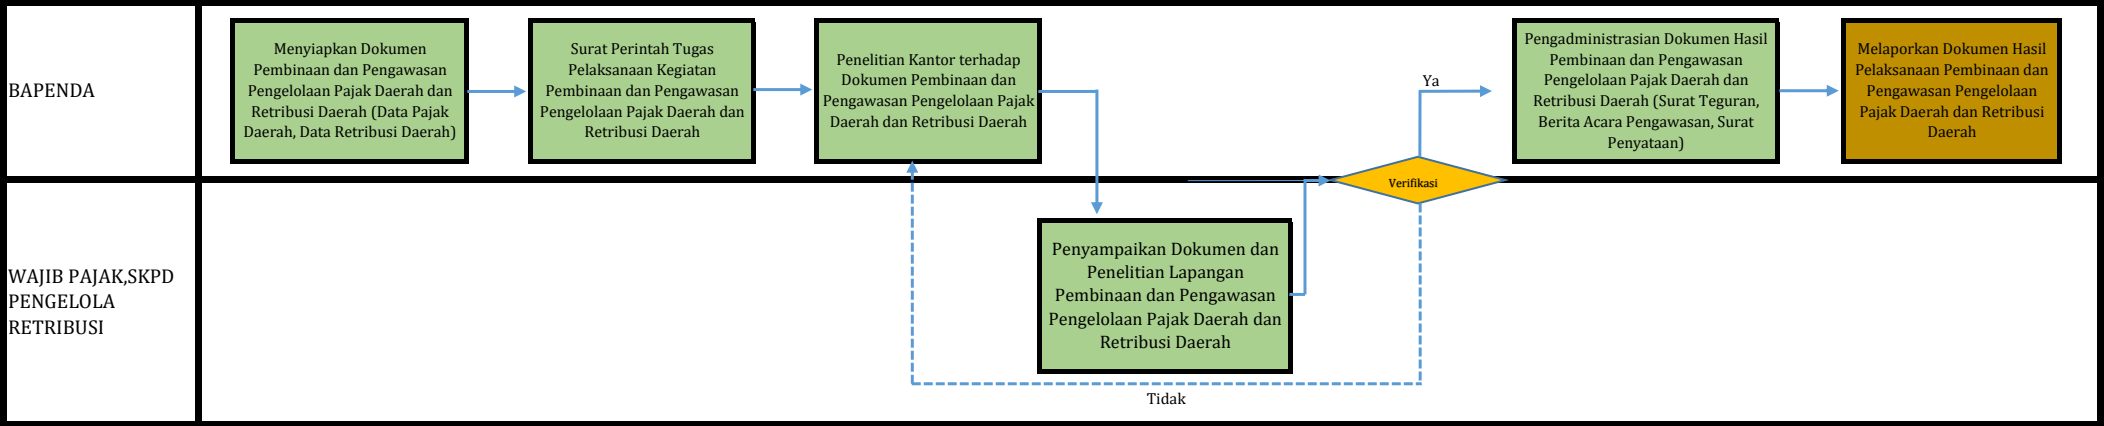 BAPENDA
Menyiapkan Dokumen
Pembinaan dan Pengawasan
Pengelolaan Pajak Daerah dan
Retribusi Daerah (Data Pajak
Daerah, Data Retribusi Daerah)
Surat Perintah Tugas
Pelaksanaan Kegiatan
Pembinaan dan Pengawasan
Pengelolaan Pajak Daerah dan
Retribusi Daerah
Penelitian Kantor terhadap
Dokumen Pembinaan dan
Pengawasan Pengelolaan Pajak
Daerah dan Retribusi Daerah
Ya
Pengadministrasian Dokumen Hasil
Pembinaan dan Pengawasan
Pengelolaan Pajak Daerah dan
Retribusi Daerah (Surat Teguran,
Berita Acara Pengawasan, Surat
Penyataan)
Melaporkan Dokumen Hasil
Pelaksanaan Pembinaan dan
Pengawasan Pengelolaan
Pajak Daerah dan Retribusi
Daerah
Verifikasi
WAJIB PAJAK,SKPD
PENGELOLA
RETRIBUSI
Penyampaikan Dokumen dan
Penelitian Lapangan
Pembinaan dan Pengawasan
Pengelolaan Pajak Daerah dan
Retribusi Daerah
Tidak